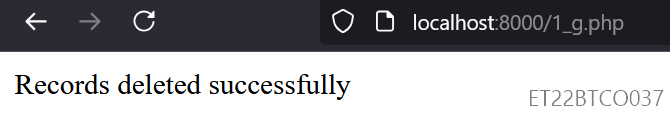 localhost:8000/1_g.php
Records deleted successfully
ET22BTCO037